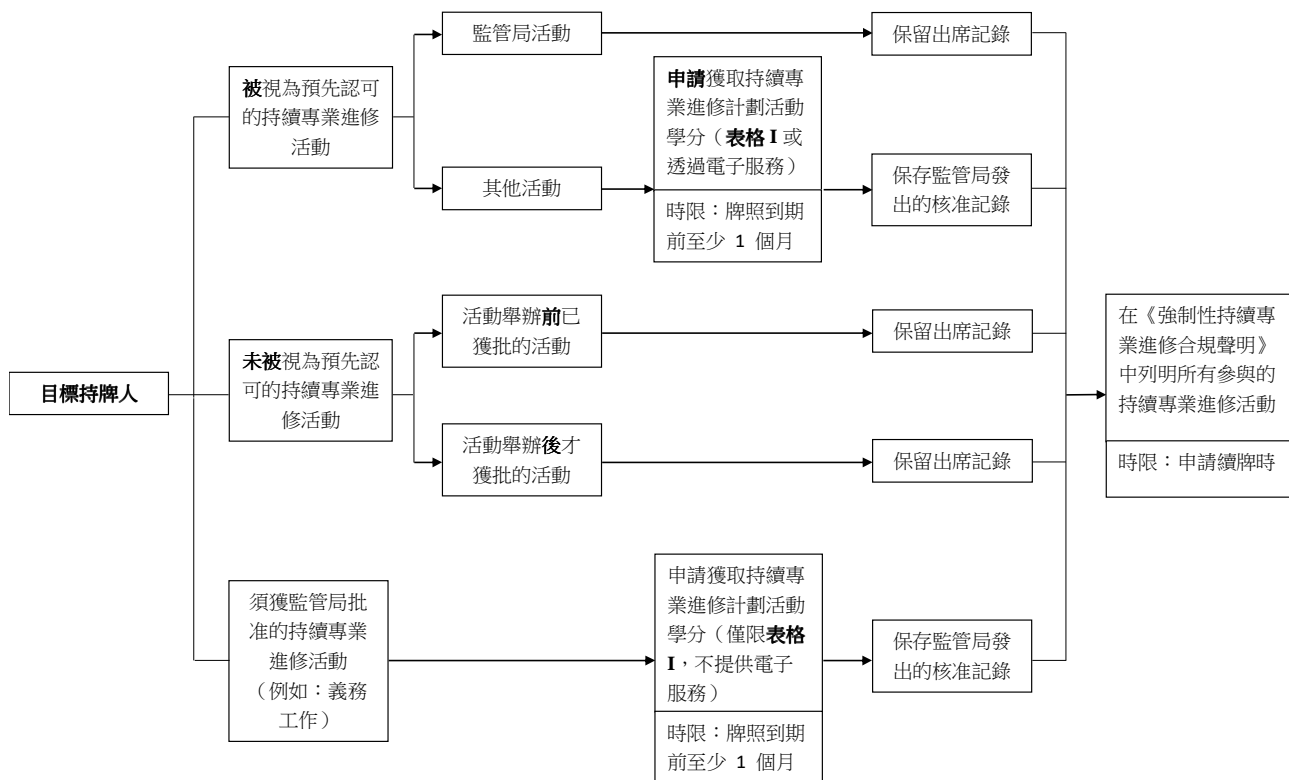 目標持牌人
被視為預先認可
的持續專業進修
活動
監管局活動
保留出席記錄
其他活動
申請獲取持續專
業進修計劃活動
學分（表格 I 或
透過電子服務）
時限：牌照到期
前至少 1 個月
保存監管局發
出的核准記錄
未被視為預先認
可的持續專業進
修活動
活動舉辦前已
獲批的活動
保留出席記錄
活動舉辦後才
獲批的活動
保留出席記錄
須獲監管局批
准的持續專業
進修活動
（例如：義務
工作）
申請獲取持續專
業進修計劃活動
學分（僅限表格
I，不提供電子
服務）
時限：牌照到期
前至少 1 個月
保存監管局發
出的核准記錄
在《強制性持續專
業進修合規聲明》
中列明所有參與的
持續專業進修活動
時限：申請續牌時